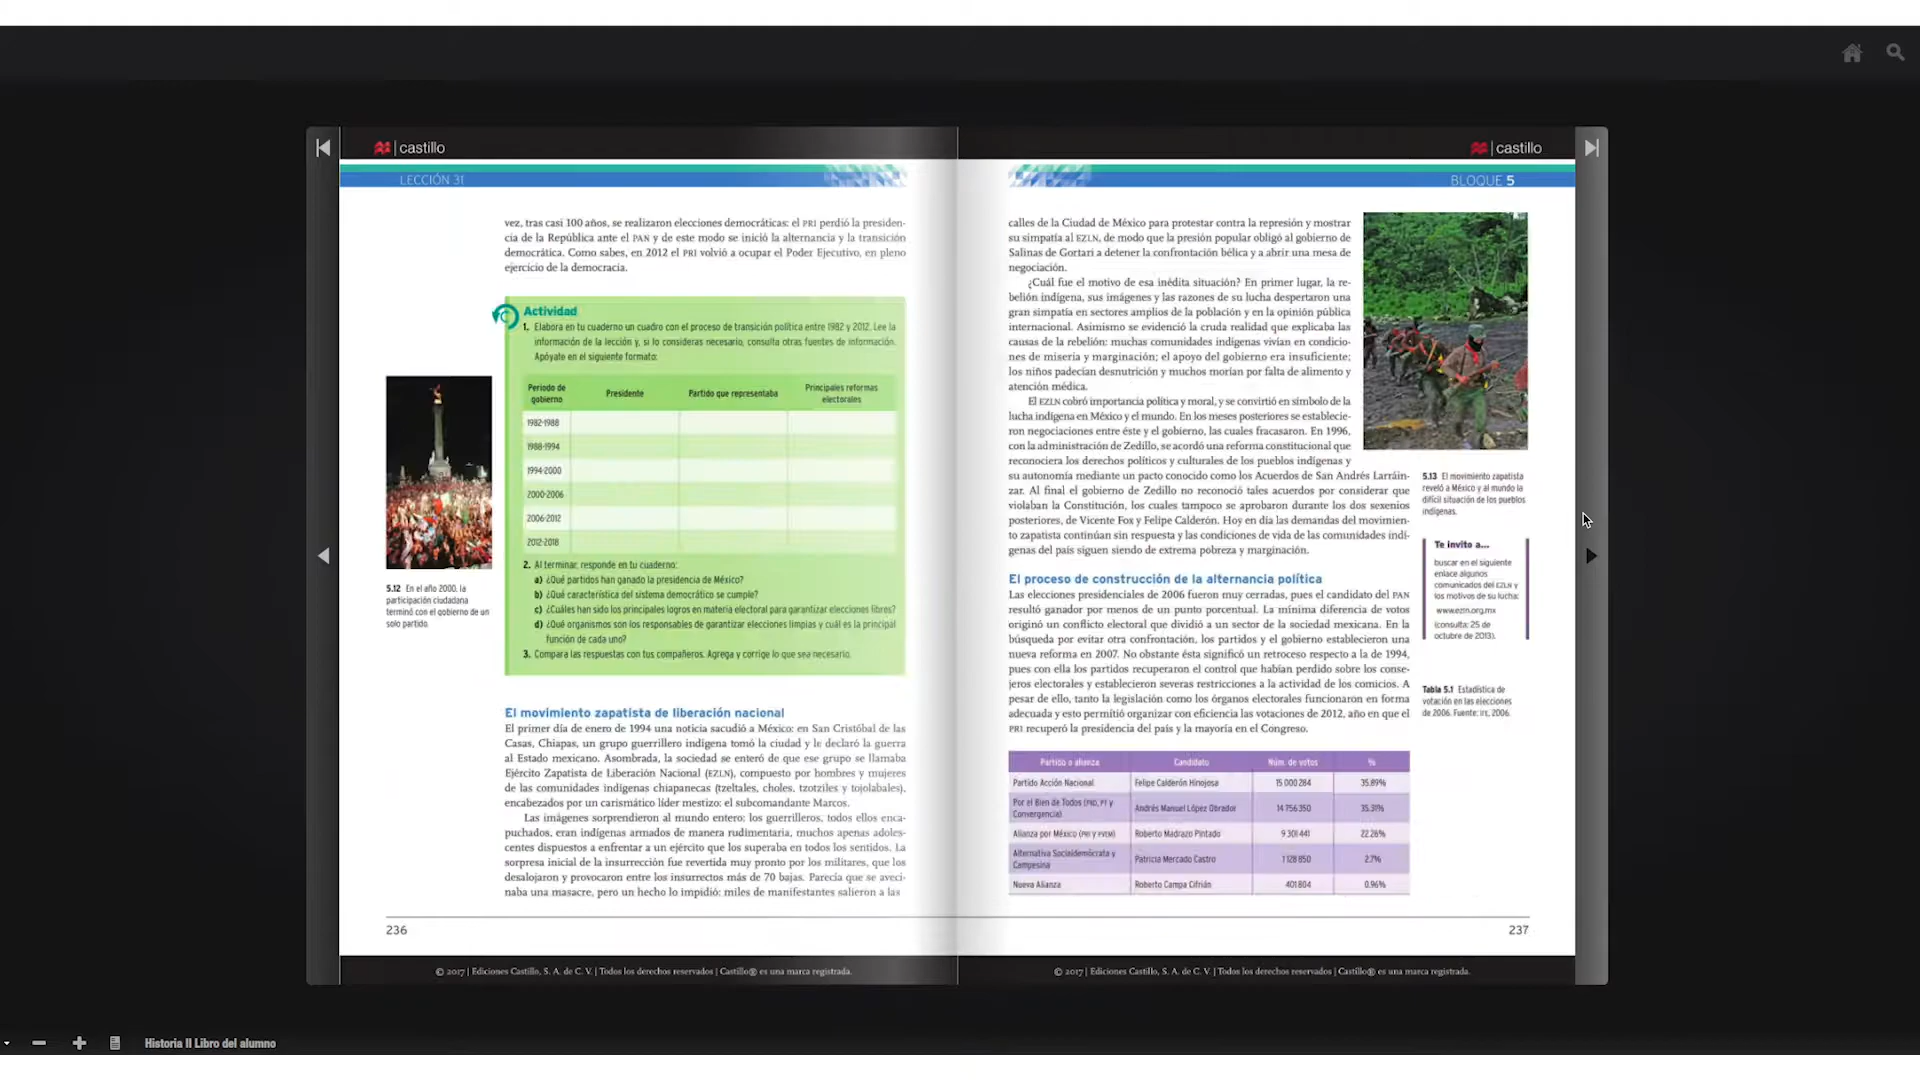 castillo
LECCIÓN 31
vez, tras casi 100 años, se realizaron elecciones democráticas: el PRI perdió la presiden-
cia de la República ante el PAN y de este modo se inició la alternancia y la transición
democrática. Como sabes, en 2012 el PRI volvió a ocupar el Poder Ejecutivo, en pleno
ejercicio de la democracia.
Actividad
1. Elabora en tu cuaderno un cuadro con el proceso de transición política entre 1982 y 2012. Lee la
información de la lección y, si lo consideras necesario, consulta otras fuentes de información.
Apóyate en el siguiente formato:
Periodo de gobierno Presidente Partido que representaba Principales reformas electorales
1982-1988
1988-1994
1994-2000
2000-2006
2006-2012
2012-2018
2. Al terminar, responde en tu cuaderno:
a) ¿Qué partidos han ganado la presidencia de México?
b) ¿Qué característica del sistema democrático se cumple?
c) ¿Cuáles han sido los principales logros en materia electoral para garantizar elecciones libres?
d) ¿Qué organismos son los responsables de garantizar elecciones limpias y cuál es la principal
función de cada uno?
3. Compara las respuestas con tus compañeros. Agrega y corrige lo que sea necesario.
5.12 En el año 2000, la
participación ciudadana
terminó con el gobierno de un
solo partido.
El movimiento zapatista de liberación nacional
El primer día de enero de 1994 una noticia sacudió a México: en San Cristóbal de las
Casas, Chiapas, un grupo guerrillero indígena tomó la ciudad y le declaró la guerra
al Estado mexicano. Asombrada, la sociedad se enteró de que ese grupo se llamaba
Ejército Zapatista de Liberación Nacional (EZLN), compuesto por hombres y mujeres
de las comunidades indígenas chiapanecas (tzeltales, choles, tzotziles y tojolabales),
encabezados por un carismático líder mestizo: el subcomandante Marcos.
Las imágenes sorprendieron al mundo entero: los guerrilleros, todos ellos enca-
puchados, eran indígenas armados de manera rudimentaria, muchos apenas adoles-
centes dispuestos a enfrentar a un ejército que los superaba en todos los sentidos. La
sorpresa inicial de la insurrección fue revertida muy pronto por los militares, que los
desalojaron y provocaron entre los insurrectos más de 70 bajas. Parecía que se aveci-
naba una masacre, pero un hecho lo impidió: miles de manifestantes salieron a las
236
© 2017 | Ediciones Castillo, S. A. de C. V. | Todos los derechos reservados | Castillo® es una marca registrada.
castillo
BLOQUE 5
calles de la Ciudad de México para protestar contra la represión y mostrar
su simpatía al EZLN, de modo que la presión popular obligó al gobierno de
Salinas de Gortari a detener la confrontación bélica y a abrir una mesa de
negociación.
¿Cuál fue el motivo de esa inédita situación? En primer lugar, la re-
belión indígena, sus imágenes y las razones de su lucha despertaron una
gran simpatía en sectores amplios de la población y en la opinión pública
internacional. Asimismo se evidenció la cruda realidad que explicaba las
causas de la rebelión: muchas comunidades indígenas vivían en condicio-
nes de miseria y marginación; el apoyo del gobierno era insuficiente;
los niños padecían desnutrición y muchos morían por falta de alimento y
atención médica.
El EZLN cobró importancia política y moral, y se convirtió en símbolo de la
lucha indígena en México y el mundo. En los meses posteriores se establecie-
ron negociaciones entre éste y el gobierno, las cuales fracasaron. En 1996,
con la administración de Zedillo, se acordó una reforma constitucional que
reconociera los derechos políticos y culturales de los pueblos indígenas y
su autonomía mediante un pacto conocido como los Acuerdos de San Andrés Larráin-
zar. Al final el gobierno de Zedillo no reconoció tales acuerdos por considerar que
violaban la Constitución, los cuales tampoco se aprobaron durante los dos sexenios
posteriores, de Vicente Fox y Felipe Calderón. Hoy en día las demandas del movimien-
to zapatista continúan sin respuesta y las condiciones de vida de las comunidades indí-
genas del país siguen siendo de extrema pobreza y marginación.
5.13 El movimiento zapatista
reveló a México y al mundo la
difícil situación de los pueblos
indígenas.
Te invito a...
buscar en el siguiente
enlace algunos
comunicados del EZLN y
los motivos de su lucha:
www.ezln.org.mx
(consulta: 25 de
octubre de 2013).
El proceso de construcción de la alternancia política
Las elecciones presidenciales de 2006 fueron muy cerradas, pues el candidato del PAN
resultó ganador por menos de un punto porcentual. La mínima diferencia de votos
originó un conflicto electoral que dividió a un sector de la sociedad mexicana. En la
búsqueda por evitar otra confrontación, los partidos y el gobierno establecieron una
nueva reforma en 2007. No obstante ésta significó un retroceso respecto a la de 1994,
pues con ella los partidos recuperaron el control que habían perdido sobre los conse-
jeros electorales y establecieron severas restricciones a la actividad de los comicios. A
pesar de ello, tanto la legislación como los órganos electorales funcionaron en forma
adecuada y esto permitió organizar con eficiencia las votaciones de 2012, año en que el
PRI recuperó la presidencia del país y la mayoría en el Congreso.
Tabla 5.1 Estadística de
votación en las elecciones
de 2006. Fuente: IFE, 2006.
Partido o alianza Candidato Núm. de votos %
Partido Acción Nacional Felipe Calderón Hinojosa 15 000 284 35.89%
Por el Bien de Todos (PRD, PT y Convergencia) Andrés Manuel López Obrador 14 756 350 35.31%
Alianza por México (PRI y PVEM) Roberto Madrazo Pintado 9 301 441 22.26%
Alternativa Socialdemócrata y Campesina Patricia Mercado Castro 1 128 850 2.7%
Nueva Alianza Roberto Campa Cifrián 401 804 0.96%
237
© 2017 | Ediciones Castillo, S. A. de C. V. | Todos los derechos reservados | Castillo® es una marca registrada.
Historia II Libro del alumno